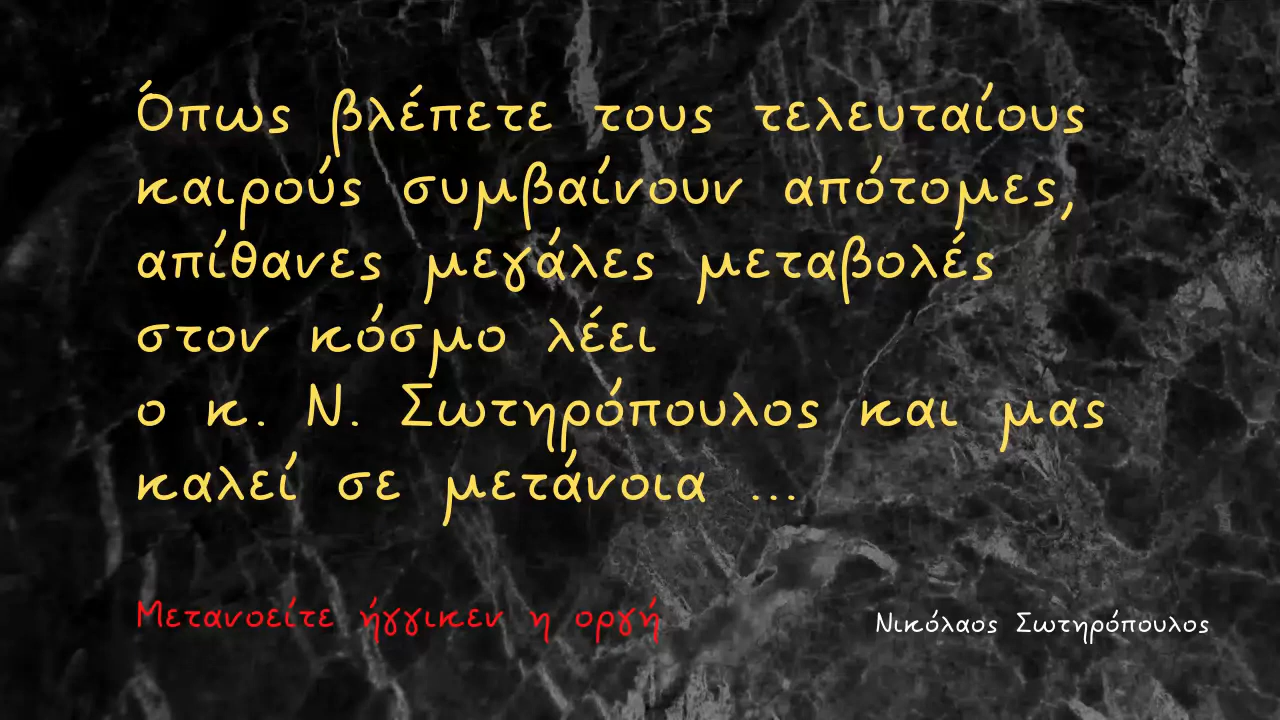 Όπως βλέπετε τους τελευταίους
καιρούς συμβαίνουν απότομες,
απίθανες μεγάλες μεταβολές
στον κόσμο λέει
ο κ. Ν. Σωτηρόπουλος και μας
καλεί σε μετάνοια ...
Μετανοείτε ήγγικεν η οργή
Νικόλαος Σωτηρόπουλος